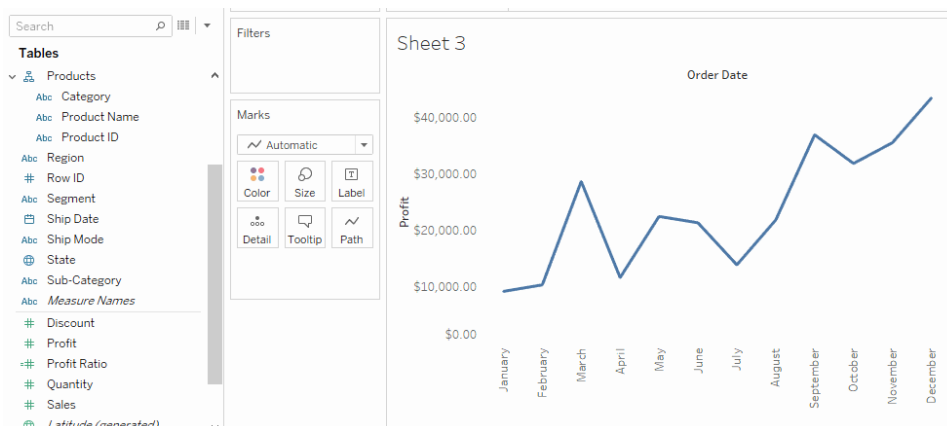 Search
Tables
Products
Abc Category
Abc Product Name
Abc Product ID
Abc Region
# Row ID
Abc Segment
Ship Date
Abc Ship Mode
State
Abc Sub-Category
Abc Measure Names
# Discount
# Profit
=# Profit Ratio
# Quantity
# Sales
Latitude (generated)
Filters
Marks
Automatic
Color Size Label
Detail Tooltip Path
Sheet 3
Order Date
$40,000.00
$30,000.00
$20,000.00
$10,000.00
$0.00
Profit
January
February
March
April
May
June
July
August
September
October
November
December